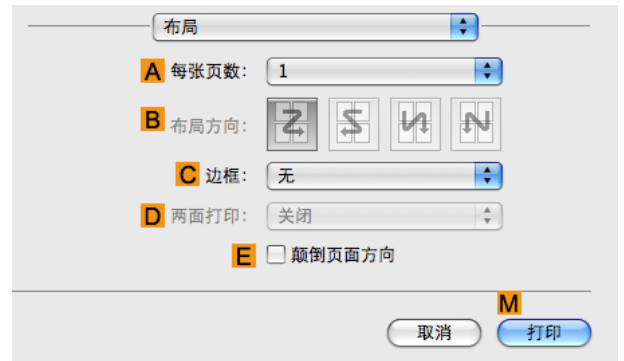 布局
A 每张页数: 1
B 布局方向:
C 边框: 无
D 两面打印: 关闭
E 颠倒页面方向
M
取消 打印